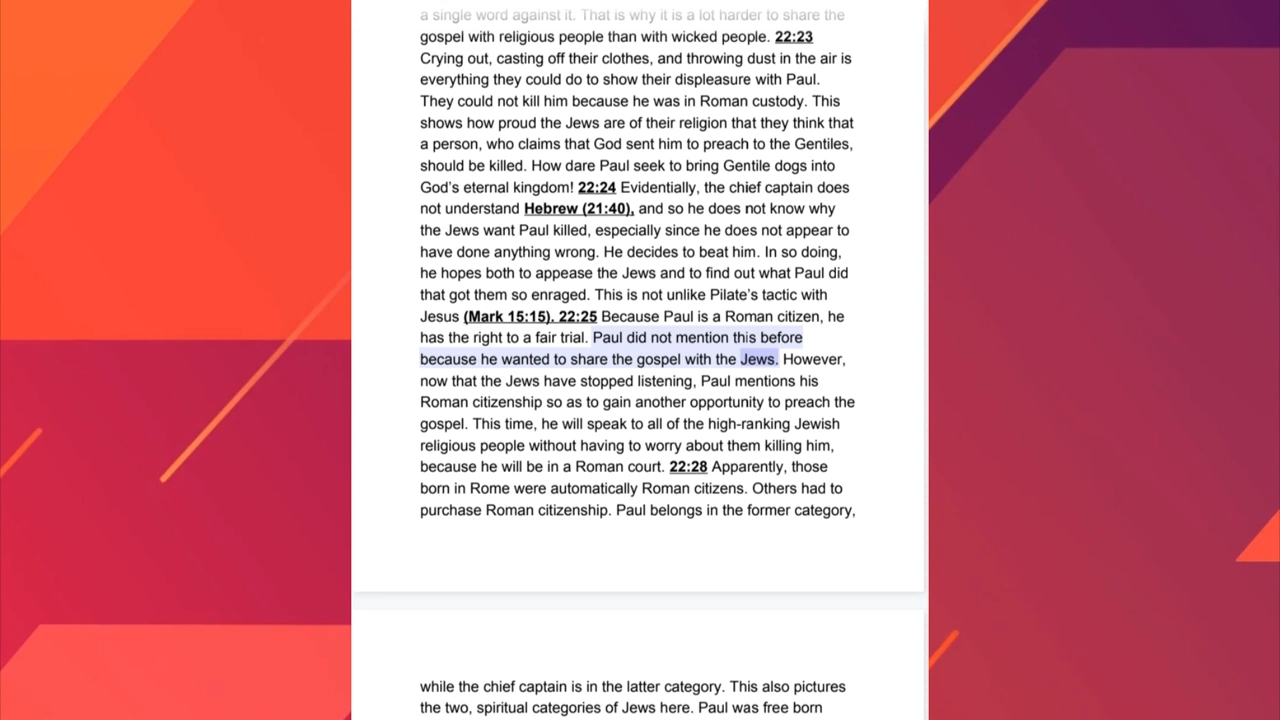 a single word against it. That is why it is a lot harder to share the
gospel with religious people than with wicked people. 22:23
Crying out, casting off their clothes, and throwing dust in the air is
everything they could do to show their displeasure with Paul.
They could not kill him because he was in Roman custody. This
shows how proud the Jews are of their religion that they think that
a person, who claims that God sent him to preach to the Gentiles,
should be killed. How dare Paul seek to bring Gentile dogs into
God's eternal kingdom! 22:24 Evidentially, the chief captain does
not understand Hebrew (21:40), and so he does not know why
the Jews want Paul killed, especially since he does not appear to
have done anything wrong. He decides to beat him. In so doing,
he hopes both to appease the Jews and to find out what Paul did
that got them so enraged. This is not unlike Pilate's tactic with
Jesus (Mark 15:15). 22:25 Because Paul is a Roman citizen, he
has the right to a fair trial. Paul did not mention this before
because he wanted to share the gospel with the Jews. However,
now that the Jews have stopped listening, Paul mentions his
Roman citizenship so as to gain another opportunity to preach the
gospel. This time, he will speak to all of the high-ranking Jewish
religious people without having to worry about them killing him,
because he will be in a Roman court. 22:28 Apparently, those
born in Rome were automatically Roman citizens. Others had to
purchase Roman citizenship. Paul belongs in the former category,
while the chief captain is in the latter category. This also pictures
the two, spiritual categories of Jews here. Paul was free born